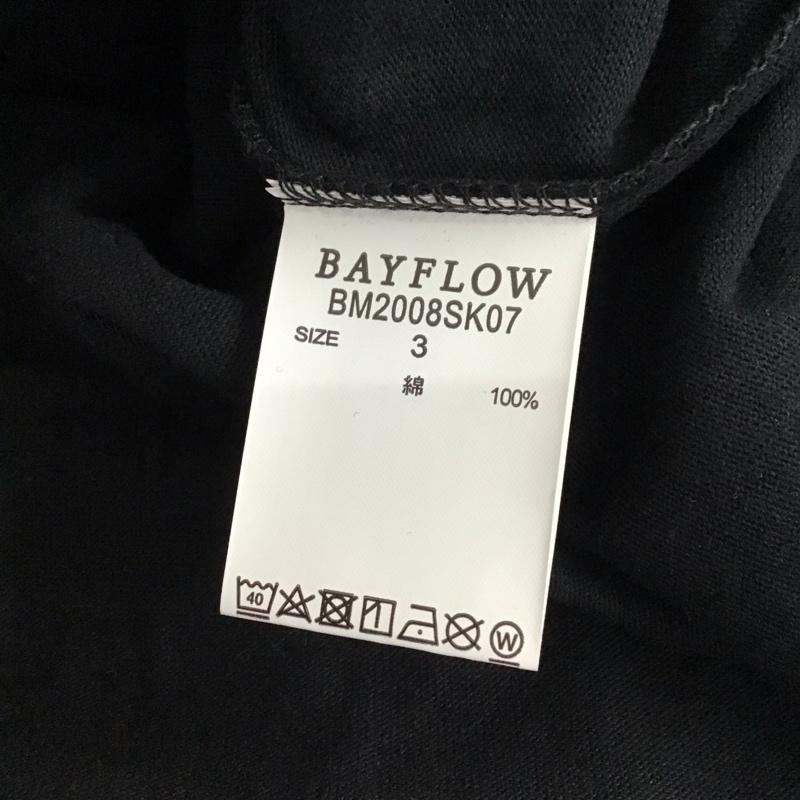 BAYFLOW
BM2008SK07
SIZE 3
綿 100%
40 W